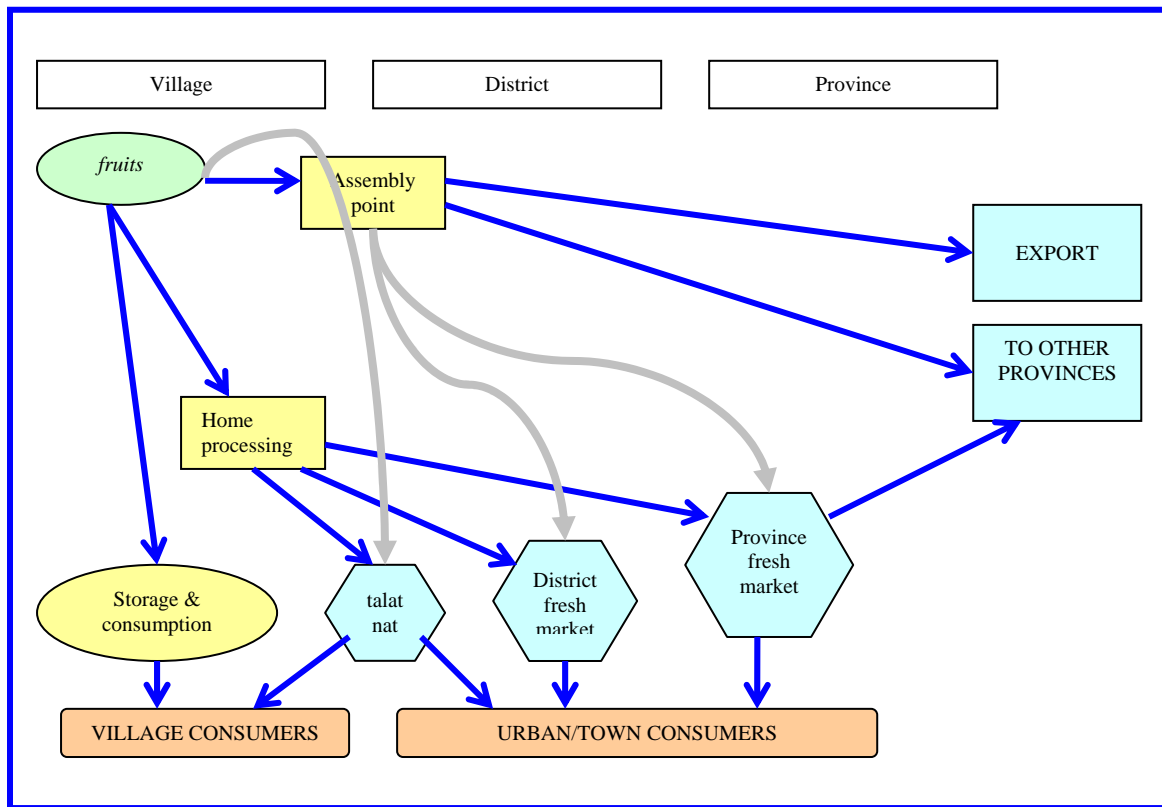 Village
District
Province
fruits
Assembly
point
EXPORT
TO OTHER
PROVINCES
Home
processing
Province
fresh
market
Storage &
consumption
talat
nat
District
fresh
market
VILLAGE CONSUMERS
URBAN/TOWN CONSUMERS